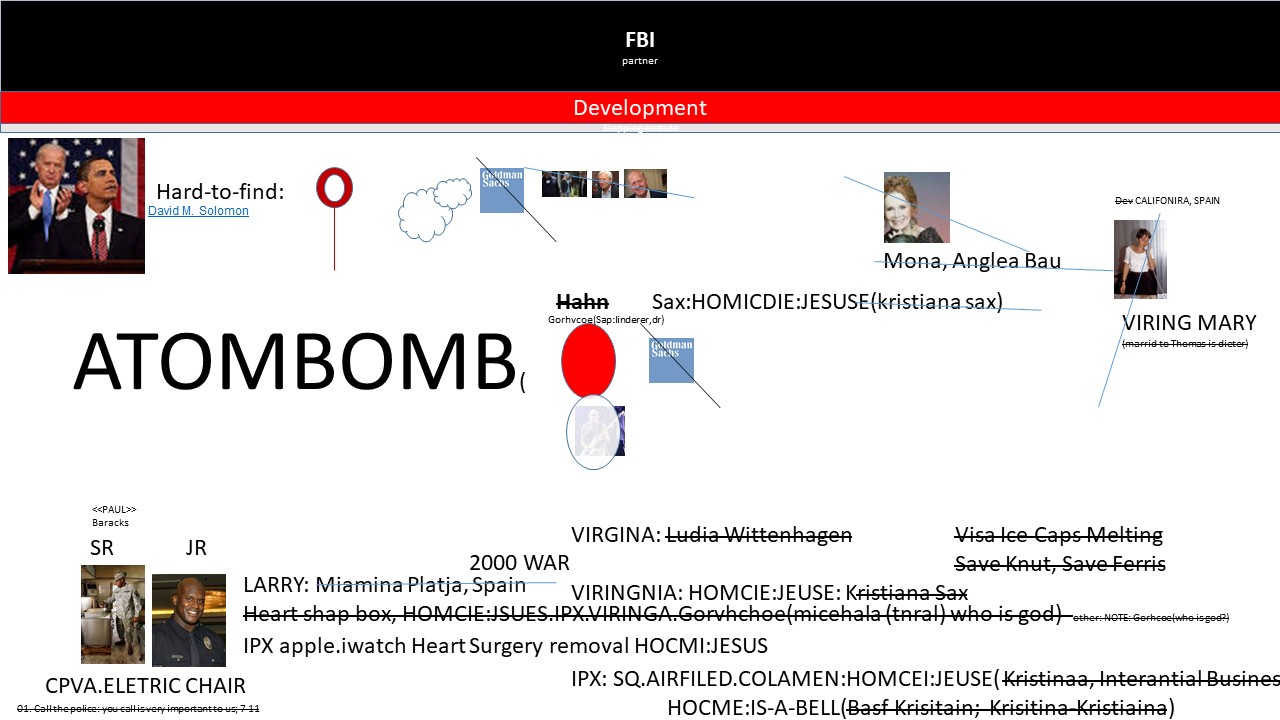 FBI
partner
Development
Hard-to-find:
David M. Solomon
Goldman
Sachs
Dev CALIFONIRA, SPAIN
Mona, Anglea Bau
Hahn
Sax:HOMICDIE:JESUSE(kristiana sax)
Gorhvcoe(Sap:linderer,dr)
VIRING MARY
(marrid to Thomas is dieter)
ATOMBOMB(
Goldman
Sachs
<<PAUL>>
Baracks
SR JR
VIRGINA: Ludia Wittenhagen
Visa Ice Caps Melting
2000 WAR
Save Knut, Save Ferris
LARRY: Miamina Platja, Spain
VIRINGNIA: HOMCIE:JEUSE: Kristiana Sax
Heart shap box, HOMCIE:JSUES.IPX.VIRINGA.Gorvhchoe(micehala (tnral) who is god)
other: NOTE: Gorhcoe(who is god?)
IPX apple.iwatch Heart Surgery removal HOCMI:JESUS
IPX: SQ.AIRFILED.COLAMEN:HOMCEI:JEUSE( Kristinaa, Interantial Busines
CPVA.ELETRIC CHAIR
HOCME:IS-A-BELL(Basf Krisitain; Krisitina-Kristiaina)
01. Call the police: you call is very important to us; 7-11